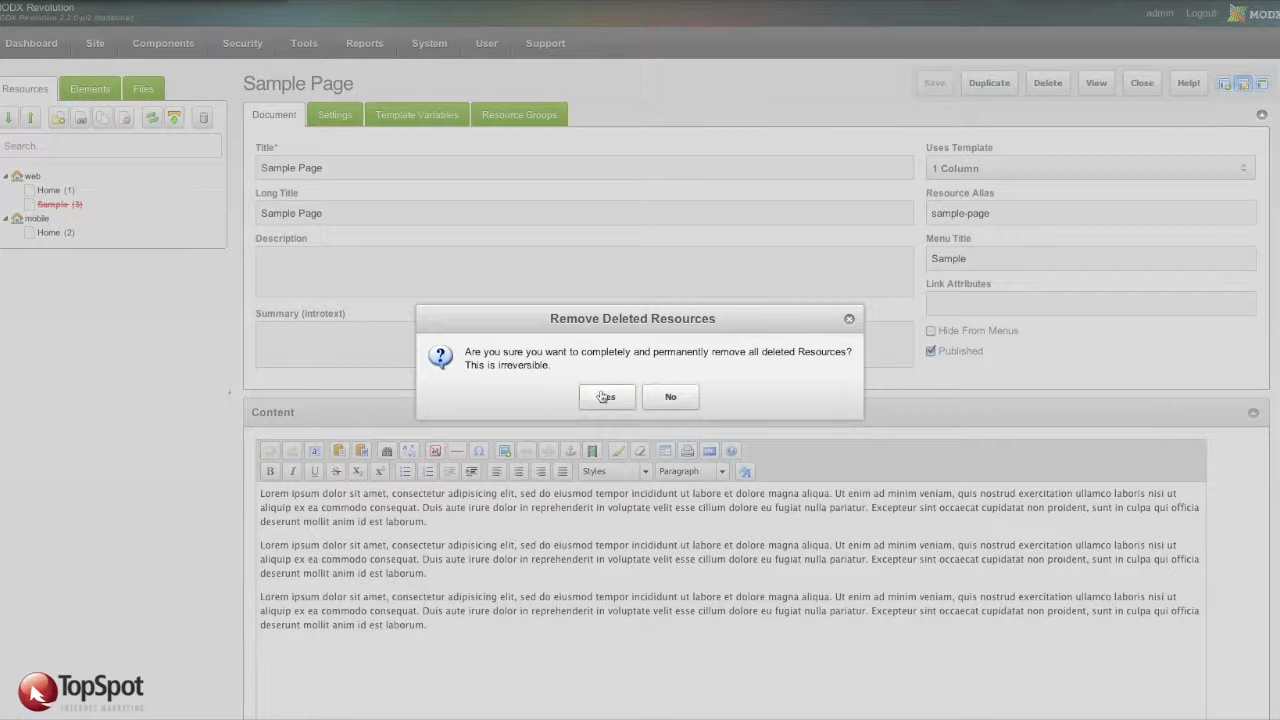 MODX Revolution
MODX Revolution 2.2.0-pl2 (traditional)
admin Logout MODX
Dashboard Site Components Security Tools Reports System User Support
Resources Elements Files
Search...
web
Home (1)
Sample (3)
mobile
Home (2)
Sample Page
Save Duplicate Delete View Close Help!
Document Settings Template Variables Resource Groups
Title*
Sample Page
Long Title
Sample Page
Description
Summary (introtext)
Uses Template
1 Column
Resource Alias
sample-page
Menu Title
Sample
Link Attributes
Hide From Menus
Published
Remove Deleted Resources
Are you sure you want to completely and permanently remove all deleted Resources?
This is irreversible.
Yes No
Content
Styles Paragraph
Lorem ipsum dolor sit amet, consectetur adipisicing elit, sed do eiusmod tempor incididunt ut labore et dolore magna aliqua. Ut enim ad minim veniam, quis nostrud exercitation ullamco laboris nisi ut
aliquip ex ea commodo consequat. Duis aute irure dolor in reprehenderit in voluptate velit esse cillum dolore eu fugiat nulla pariatur. Excepteur sint occaecat cupidatat non proident, sunt in culpa qui officia
deserunt mollit anim id est laborum.
Lorem ipsum dolor sit amet, consectetur adipisicing elit, sed do eiusmod tempor incididunt ut labore et dolore magna aliqua. Ut enim ad minim veniam, quis nostrud exercitation ullamco laboris nisi ut
aliquip ex ea commodo consequat. Duis aute irure dolor in reprehenderit in voluptate velit esse cillum dolore eu fugiat nulla pariatur. Excepteur sint occaecat cupidatat non proident, sunt in culpa qui officia
deserunt mollit anim id est laborum.
Lorem ipsum dolor sit amet, consectetur adipisicing elit, sed do eiusmod tempor incididunt ut labore et dolore magna aliqua. Ut enim ad minim veniam, quis nostrud exercitation ullamco laboris nisi ut
aliquip ex ea commodo consequat. Duis aute irure dolor in reprehenderit in voluptate velit esse cillum dolore eu fugiat nulla pariatur. Excepteur sint occaecat cupidatat non proident, sunt in culpa qui officia
deserunt mollit anim id est laborum.
TopSpot
INTERNET MARKETING